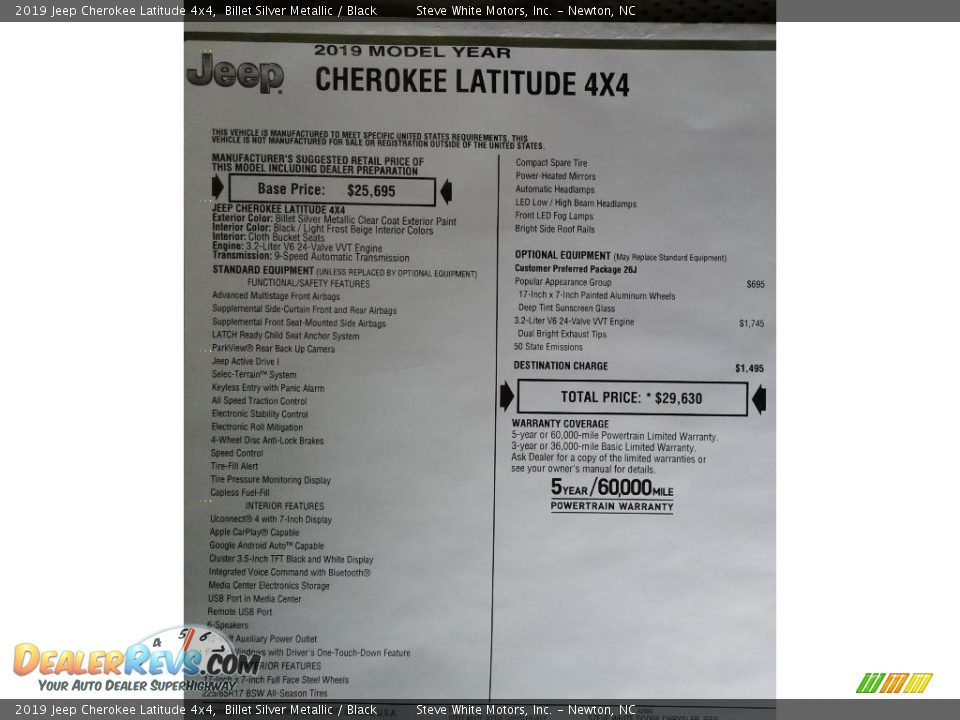 2019 Jeep Cherokee Latitude 4x4, Billet Silver Metallic / Black Steve White Motors, Inc. - Newton, NC
Jeep
2019 MODEL YEAR
CHEROKEE LATITUDE 4X4
THIS VEHICLE IS MANUFACTURED TO MEET SPECIFIC UNITED STATES REQUIREMENTS. THIS
VEHICLE IS NOT MANUFACTURED FOR SALE OR REGISTRATION OUTSIDE OF THE UNITED STATES.
MANUFACTURER'S SUGGESTED RETAIL PRICE OF
THIS MODEL INCLUDING DEALER PREPARATION
Base Price: $25,695
JEEP CHEROKEE LATITUDE 4X4
Exterior Color: Billet Silver Metallic Clear Coat Exterior Paint
Interior Color: Black / Light Frost Beige Interior Colors
Interior: Cloth Bucket Seats
Engine: 3.2-Liter V6 24-Valve VVT Engine
Transmission: 9-Speed Automatic Transmission
STANDARD EQUIPMENT (UNLESS REPLACED BY OPTIONAL EQUIPMENT)
FUNCTIONAL/SAFETY FEATURES
Advanced Multistage Front Airbags
Supplemental Side-Curtain Front and Rear Airbags
Supplemental Front Seat-Mounted Side Airbags
LATCH Ready Child Seat Anchor System
ParkView® Rear Back Up Camera
Jeep Active Drive I
Selec-Terrain™ System
Keyless Entry with Panic Alarm
All Speed Traction Control
Electronic Stability Control
Electronic Roll Mitigation
4-Wheel Disc Anti-Lock Brakes
Speed Control
Tire-Fill Alert
Tire Pressure Monitoring Display
Capless Fuel-Fill
INTERIOR FEATURES
Uconnect® 4 with 7-Inch Display
Apple CarPlay® Capable
Google Android Auto™ Capable
Cluster 3.5-Inch TFT Black and White Display
Integrated Voice Command with Bluetooth®
Media Center Electronics Storage
USB Port in Media Center
Remote USB Port
6-Speakers
Auxiliary Power Outlet
Windows with Driver's One-Touch-Down Feature
EXTERIOR FEATURES
17-Inch x 7-Inch Full Face Steel Wheels
225/65R17 BSW All-Season Tires
Compact Spare Tire
Power-Heated Mirrors
Automatic Headlamps
LED Low / High Beam Headlamps
Front LED Fog Lamps
Bright Side Roof Rails
OPTIONAL EQUIPMENT (May Replace Standard Equipment)
Customer Preferred Package 26J
Popular Appearance Group $695
17-Inch x 7-Inch Painted Aluminum Wheels
Deep Tint Sunscreen Glass
3.2-Liter V6 24-Valve VVT Engine $1,745
Dual Bright Exhaust Tips
50 State Emissions
DESTINATION CHARGE $1,495
TOTAL PRICE: * $29,630
WARRANTY COVERAGE
5-year or 60,000-mile Powertrain Limited Warranty.
3-year or 36,000-mile Basic Limited Warranty.
Ask Dealer for a copy of the limited warranties or
see your owner's manual for details.
5 YEAR/60,000 MILE
POWERTRAIN WARRANTY
4 5 6 7
DEALERREVS.COM
YOUR AUTO DEALER SUPERHIGHWAY
2019 Jeep Cherokee Latitude 4x4, Billet Silver Metallic / Black Steve White Motors, Inc. - Newton, NC